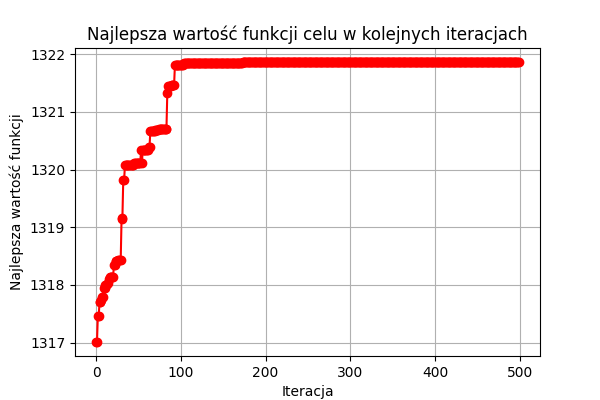 Najlepsza wartość funkcji celu w kolejnych iteracjach
Najlepsza wartość funkcji
1322
1321
1320
1319
1318
1317
0 100 200 300 400 500
Iteracja